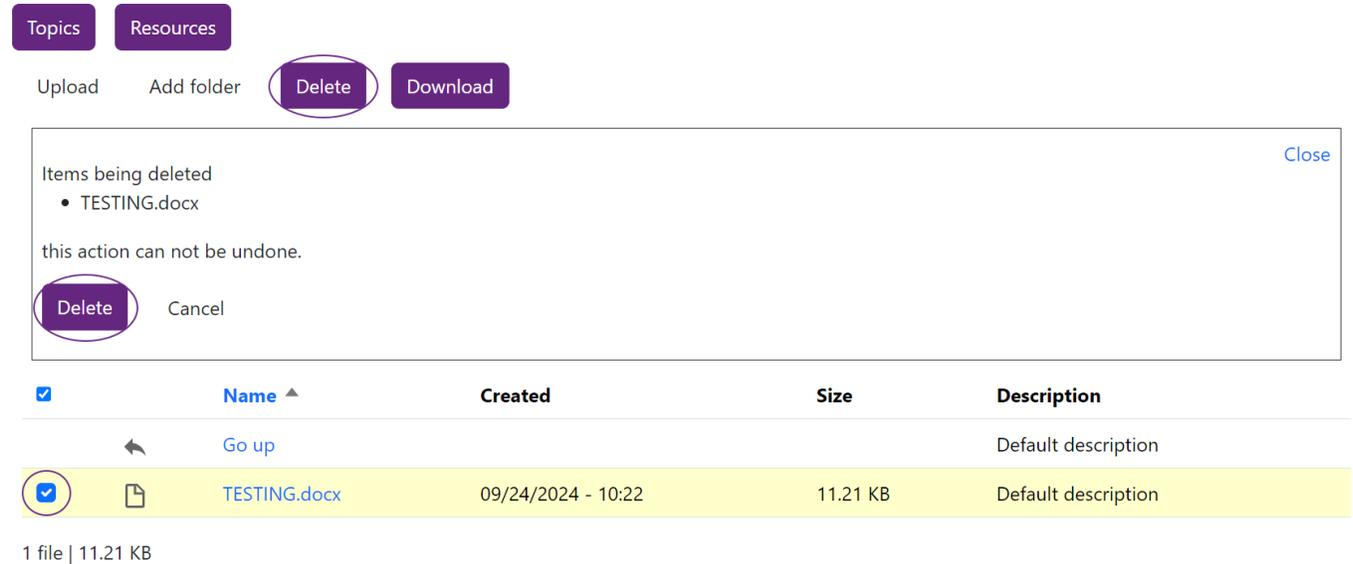 Topics Resources
Upload Add folder Delete Download
Close
Items being deleted
• TESTING.docx
this action can not be undone.
Delete Cancel
Name Created Size Description
Go up Default description
TESTING.docx 09/24/2024 - 10:22 11.21 KB Default description
1 file | 11.21 KB